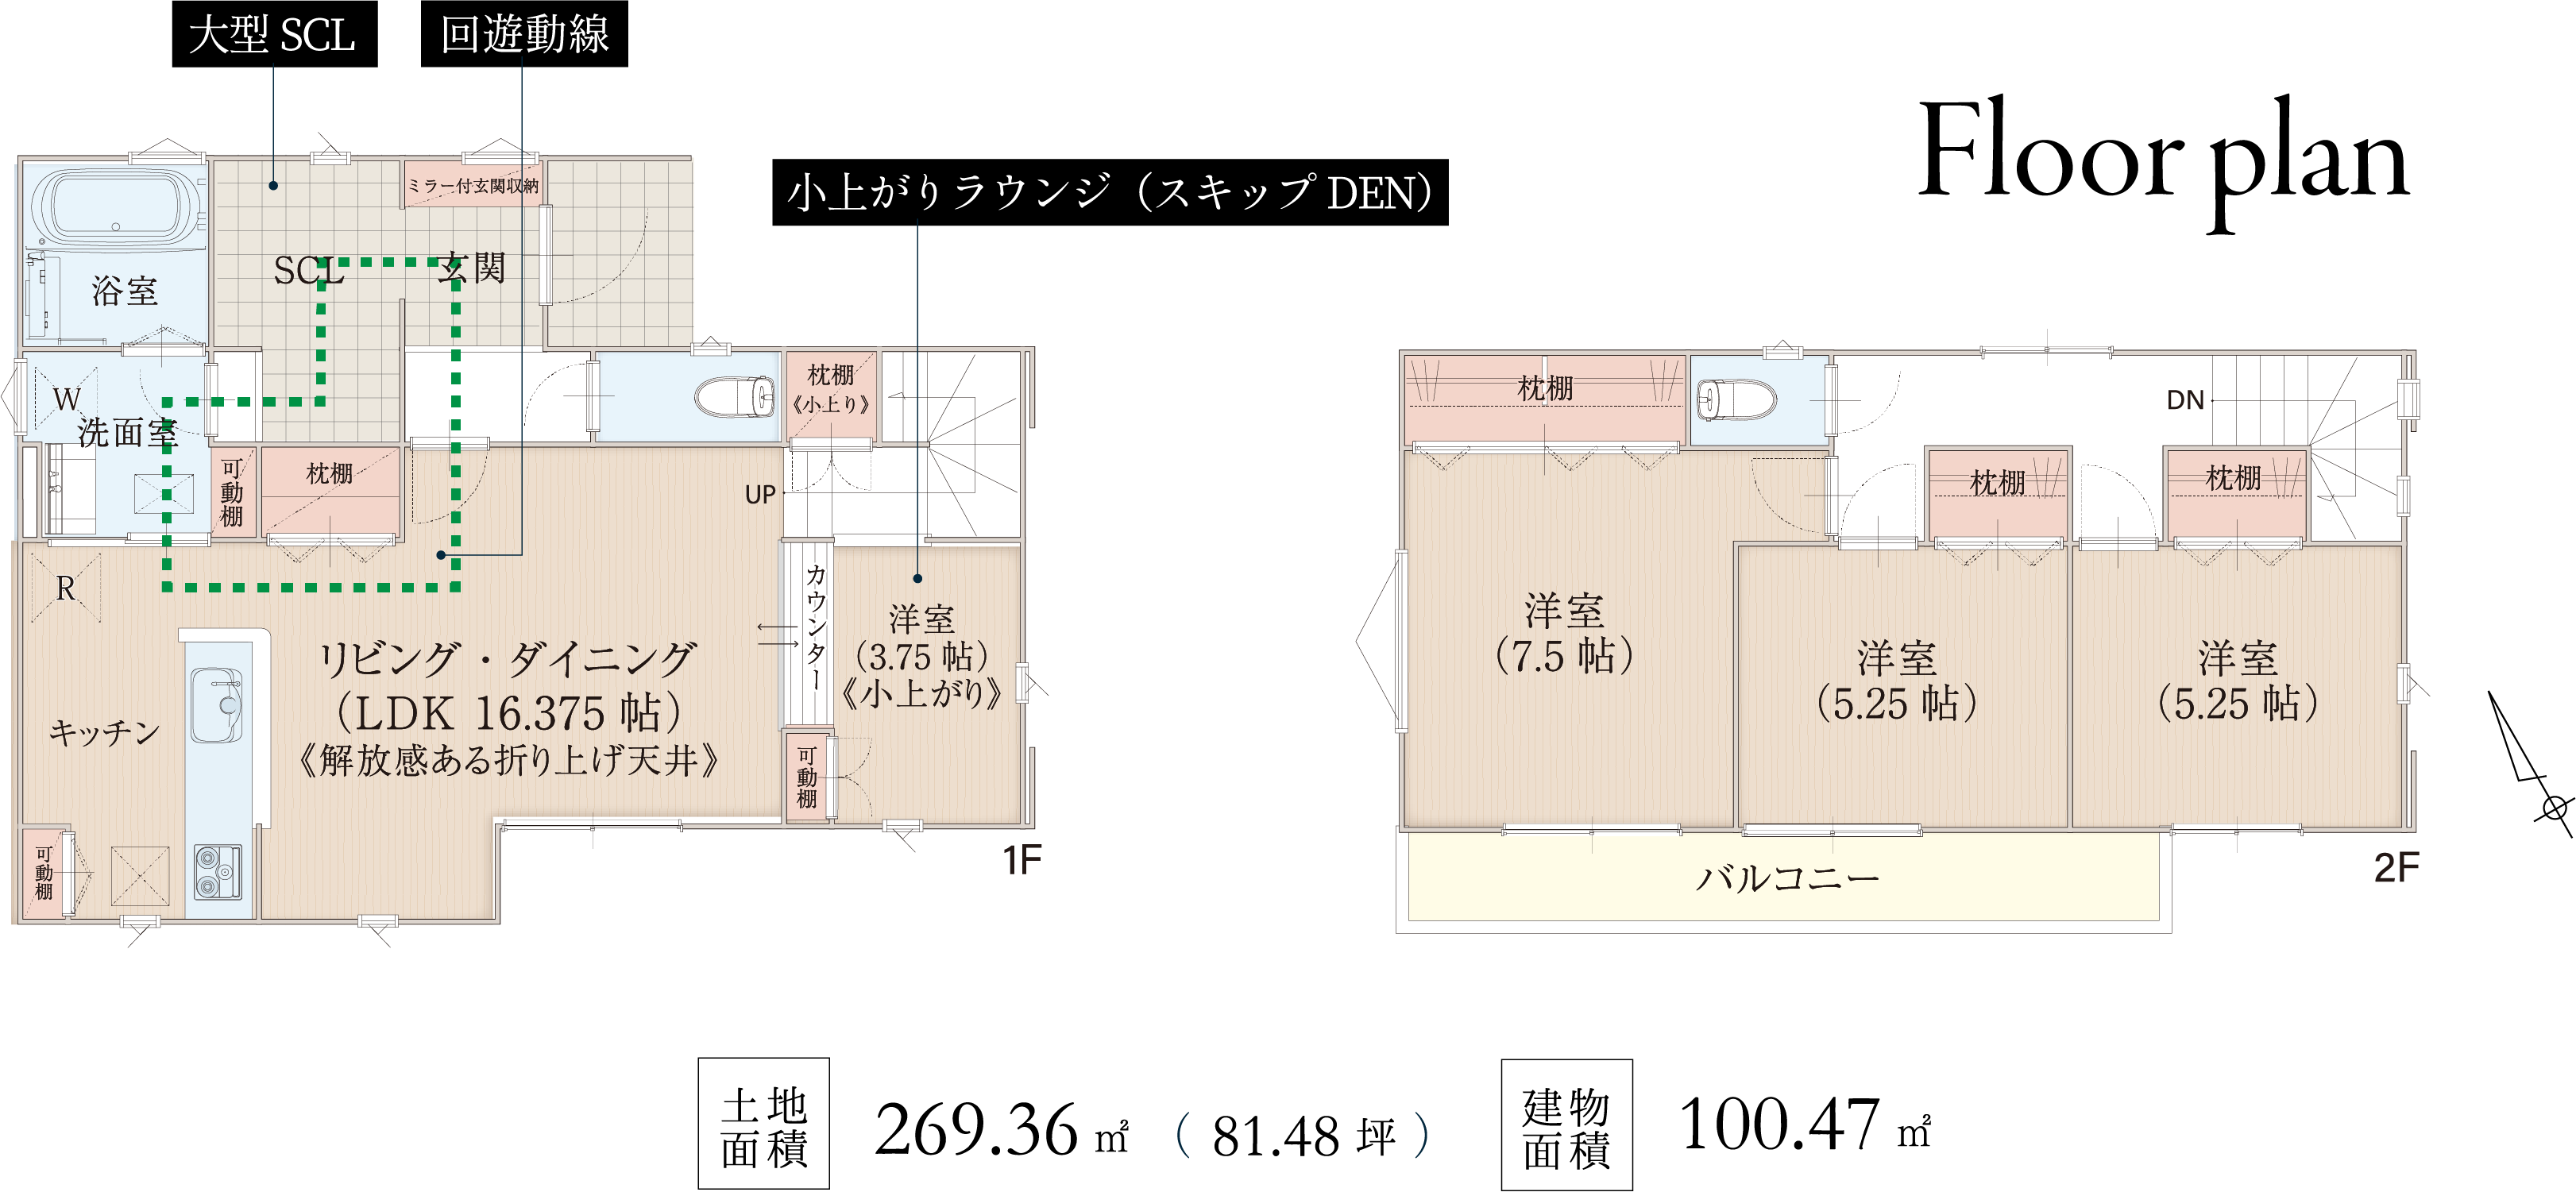 大型 SCL
回遊動線
Floor plan
小上がりラウンジ（スキップ DEN）
ミラー付玄関収納
SCL
玄関
浴室
W
洗面室
可動棚
枕棚
枕棚
《小上り》
UP
R
カウンター
洋室
（3.75 帖）
《小上がり》
リビング・ダイニング
（LDK 16.375 帖）
《解放感ある折り上げ天井》
キッチン
可動棚
可動棚
1F
枕棚
DN
枕棚
枕棚
洋室
（7.5 帖）
洋室
（5.25 帖）
洋室
（5.25 帖）
バルコニー
2F
土地
面積
269.36 ㎡（ 81.48 坪 ）
建物
面積
100.47 ㎡